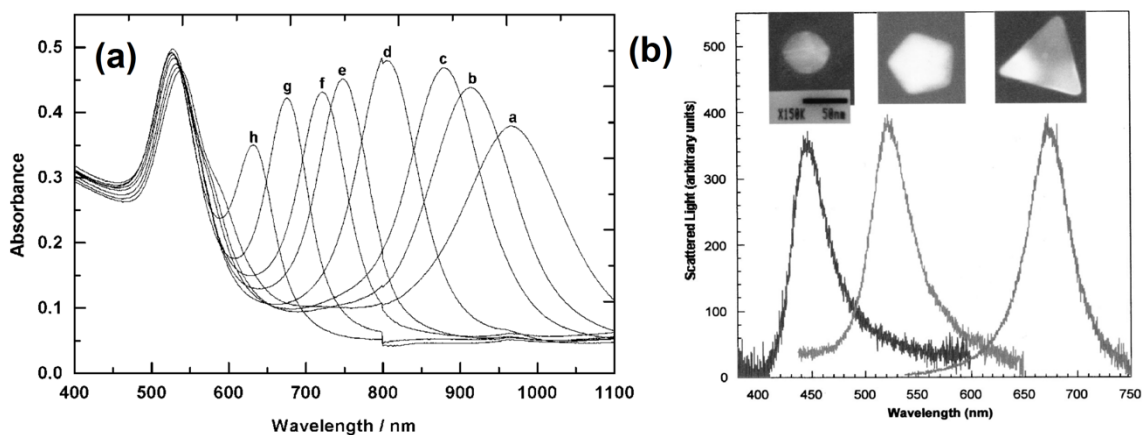 (a)
0.5
0.4
0.3
0.2
0.1
0.0
Absorbance
h
g
f
e
d
c
b
a
400
500
600
700
800
900
1000
1100
Wavelength / nm
(b)
500
400
300
200
100
0
Scattered Light (arbitrary units)
X150K 50nm
400
450
500
550
600
650
700
750
Wavelength (nm)